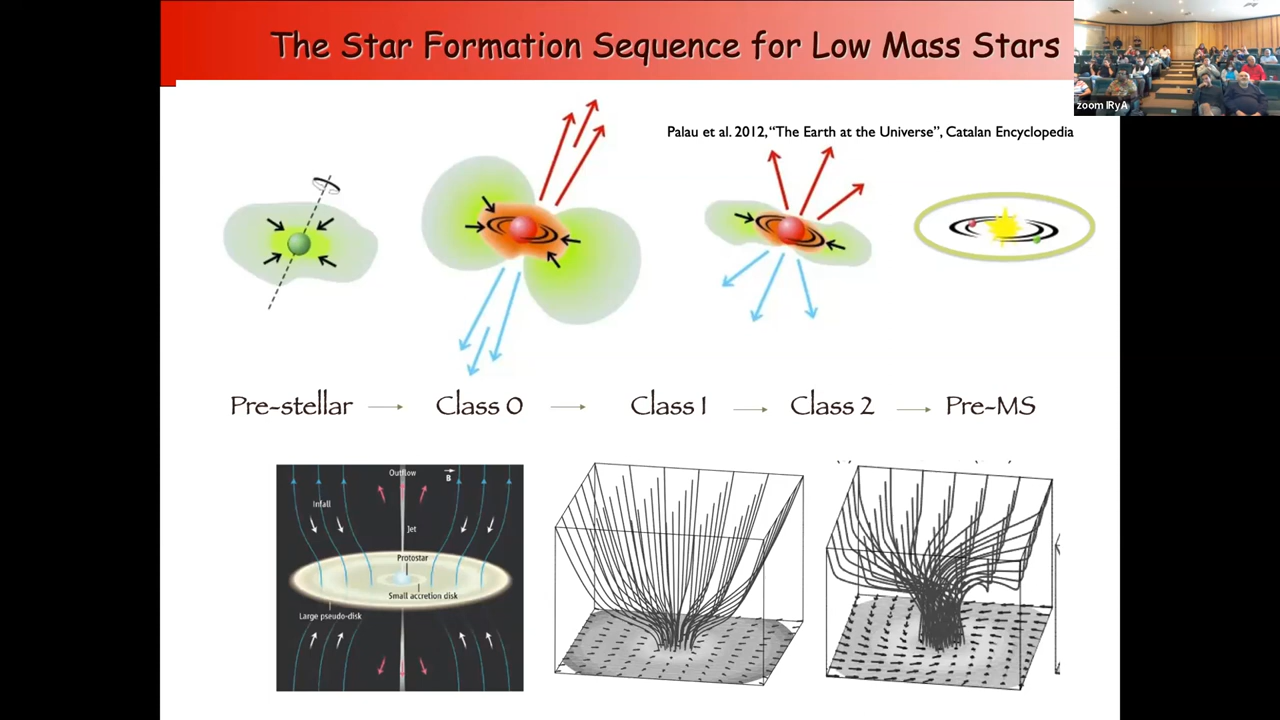 The Star Formation Sequence for Low Mass Stars
zoom IRyA
Palau et al. 2012, “The Earth at the Universe”, Catalan Encyclopedia
Pre-stellar
Class 0
Class 1
Class 2
Pre-MS
Outflow
B
Infall
Jet
Protostar
Small accretion disk
Large pseudo-disk